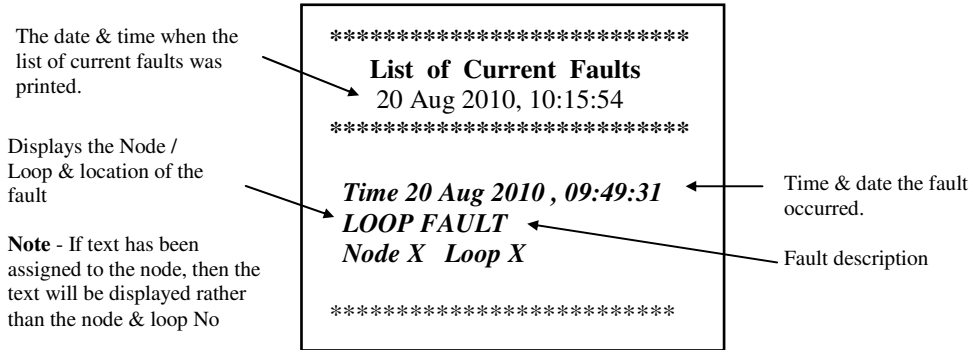 The date & time when the
list of current faults was
printed.
Displays the Node /
Loop & location of the
fault
Note - If text has been
assigned to the node, then the
text will be displayed rather
than the node & loop No
***************************
List of Current Faults
20 Aug 2010, 10:15:54
***************************
Time 20 Aug 2010 , 09:49:31
LOOP FAULT
Node X Loop X
**************************
Time & date the fault
occurred.
Fault description